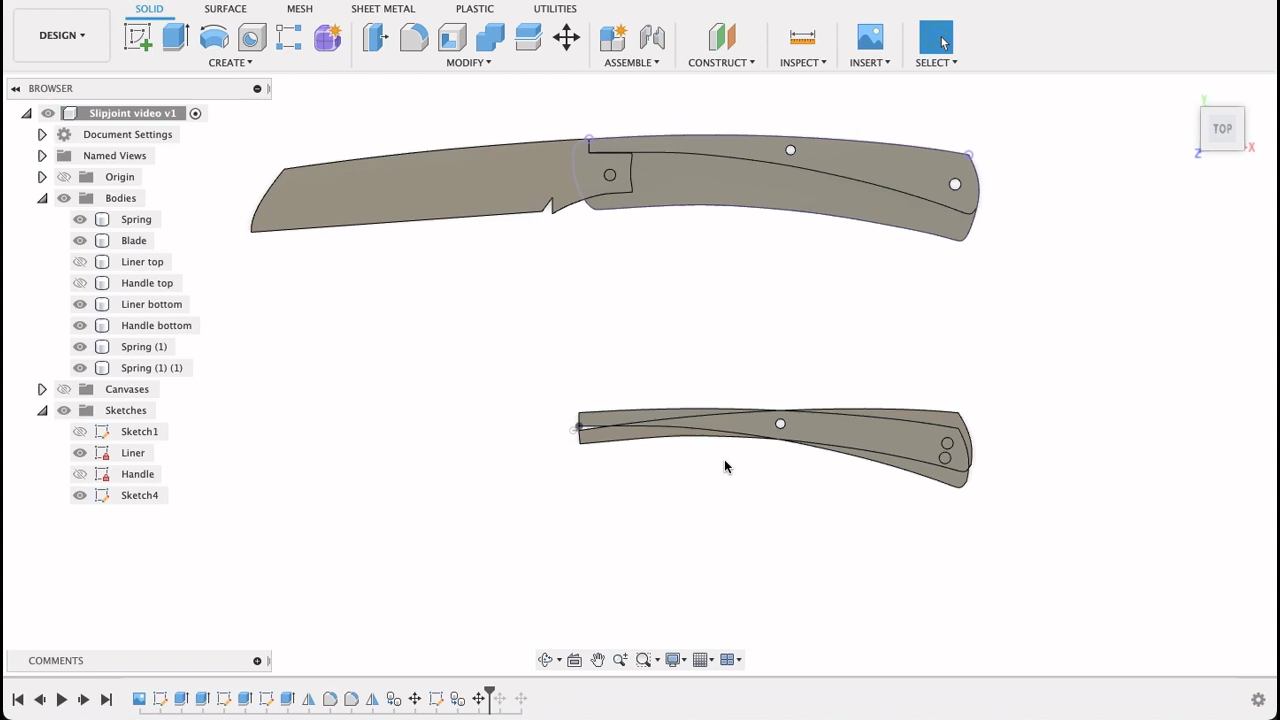 SOLID SURFACE MESH SHEET METAL PLASTIC UTILITIES
DESIGN
CREATE MODIFY ASSEMBLE CONSTRUCT INSPECT INSERT SELECT
BROWSER
Slipjoint video v1
Document Settings
Named Views
Origin
Bodies
Spring
Blade
Liner top
Handle top
Liner bottom
Handle bottom
Spring (1)
Spring (1) (1)
Canvases
Sketches
Sketch1
Liner
Handle
Sketch4
Y
TOP
X
Z
COMMENTS